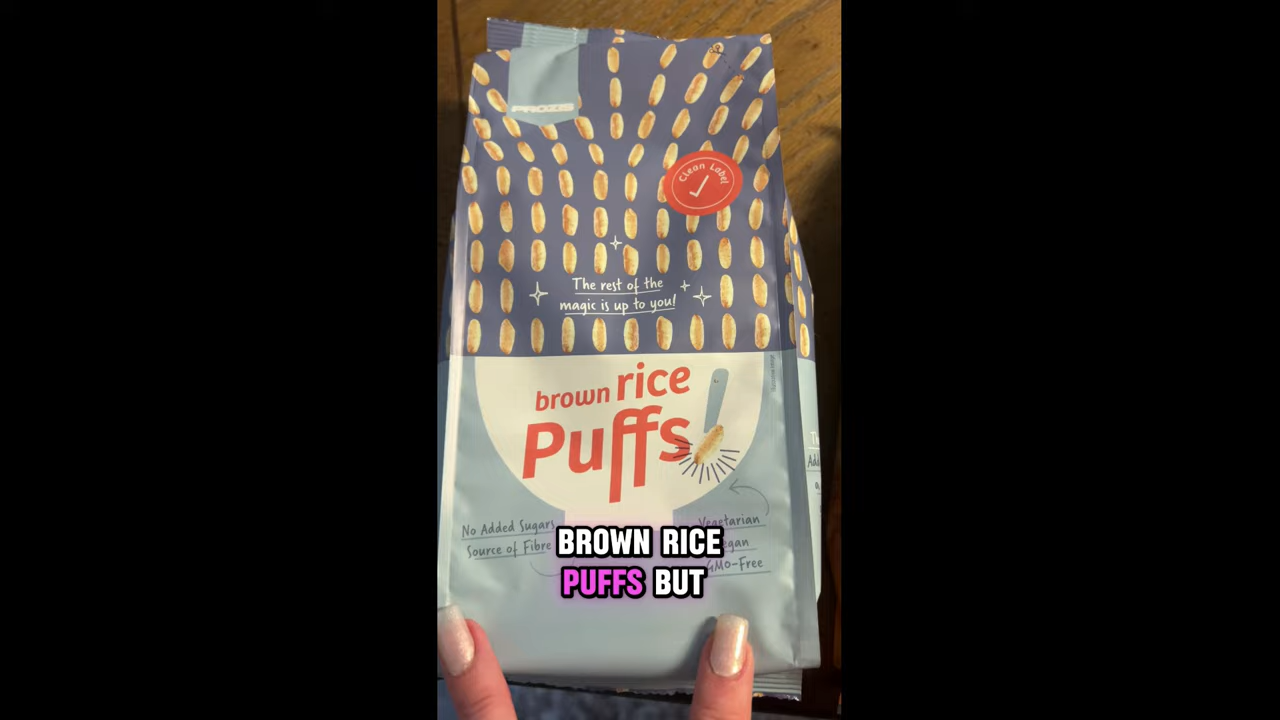 Clean Label
The rest of the
magic is up to you!
brown rice
Puffs
No Added Sugars
Source of Fibre
Vegetarian
GMO-Free
BROWN RICE
PUFFS BUT